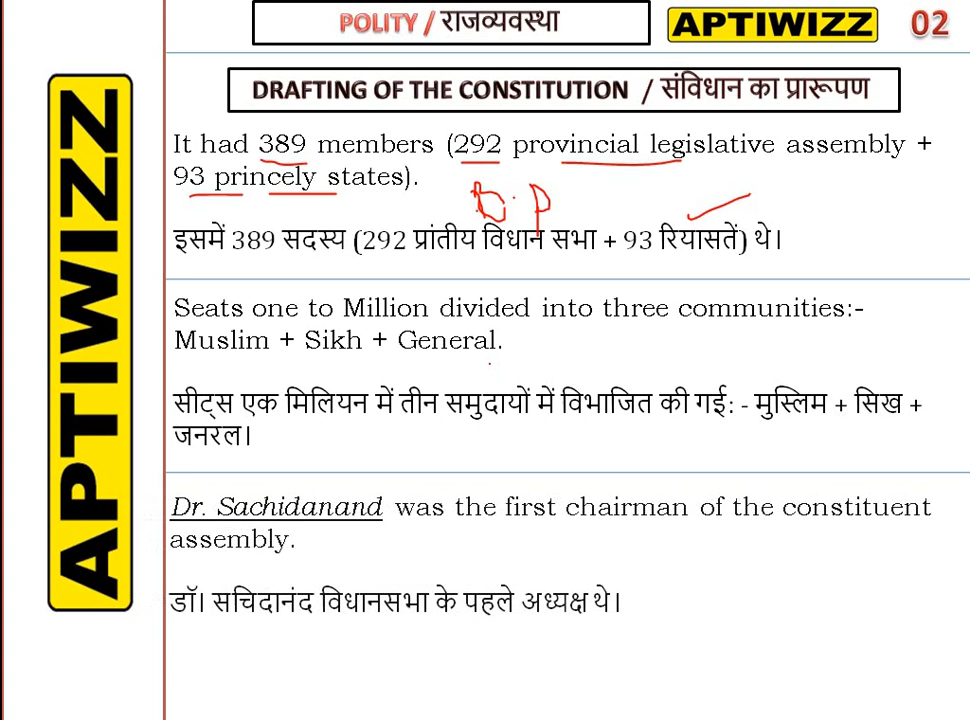 POLITY / राजव्यवस्था
APTIWIZZ
02
APTIWIZZ
DRAFTING OF THE CONSTITUTION / संविधान का प्रारूपण
It had 389 members (292 provincial legislative assembly +
93 princely states).
B. P
इसमें 389 सदस्य (292 प्रांतीय विधान सभा + 93 रियासतें) थे।
Seats one to Million divided into three communities:-
Muslim + Sikh + General.
सीट्स एक मिलियन में तीन समुदायों में विभाजित की गई: - मुस्लिम + सिख +
जनरल।
Dr. Sachidanand was the first chairman of the constituent
assembly.
डॉ। सचिदानंद विधानसभा के पहले अध्यक्ष थे।